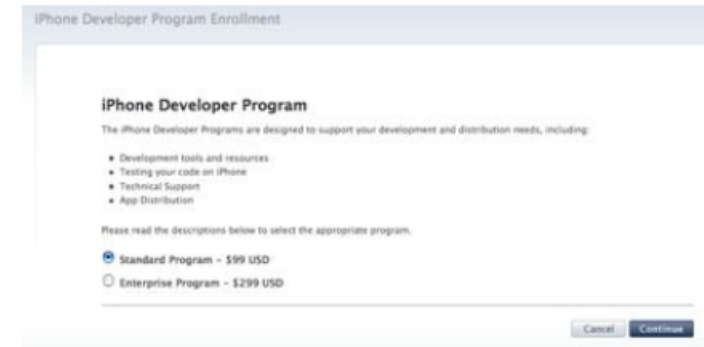 iPhone Developer Program Enrollment
iPhone Developer Program
The iPhone Developer Programs are designed to support your development and distribution needs, including:
• Development tools and resources
• Testing your code on iPhone
• Technical Support
• App Distribution
Please read the descriptions below to select the appropriate program.
Standard Program – $99 USD
Enterprise Program – $299 USD
Cancel Continue